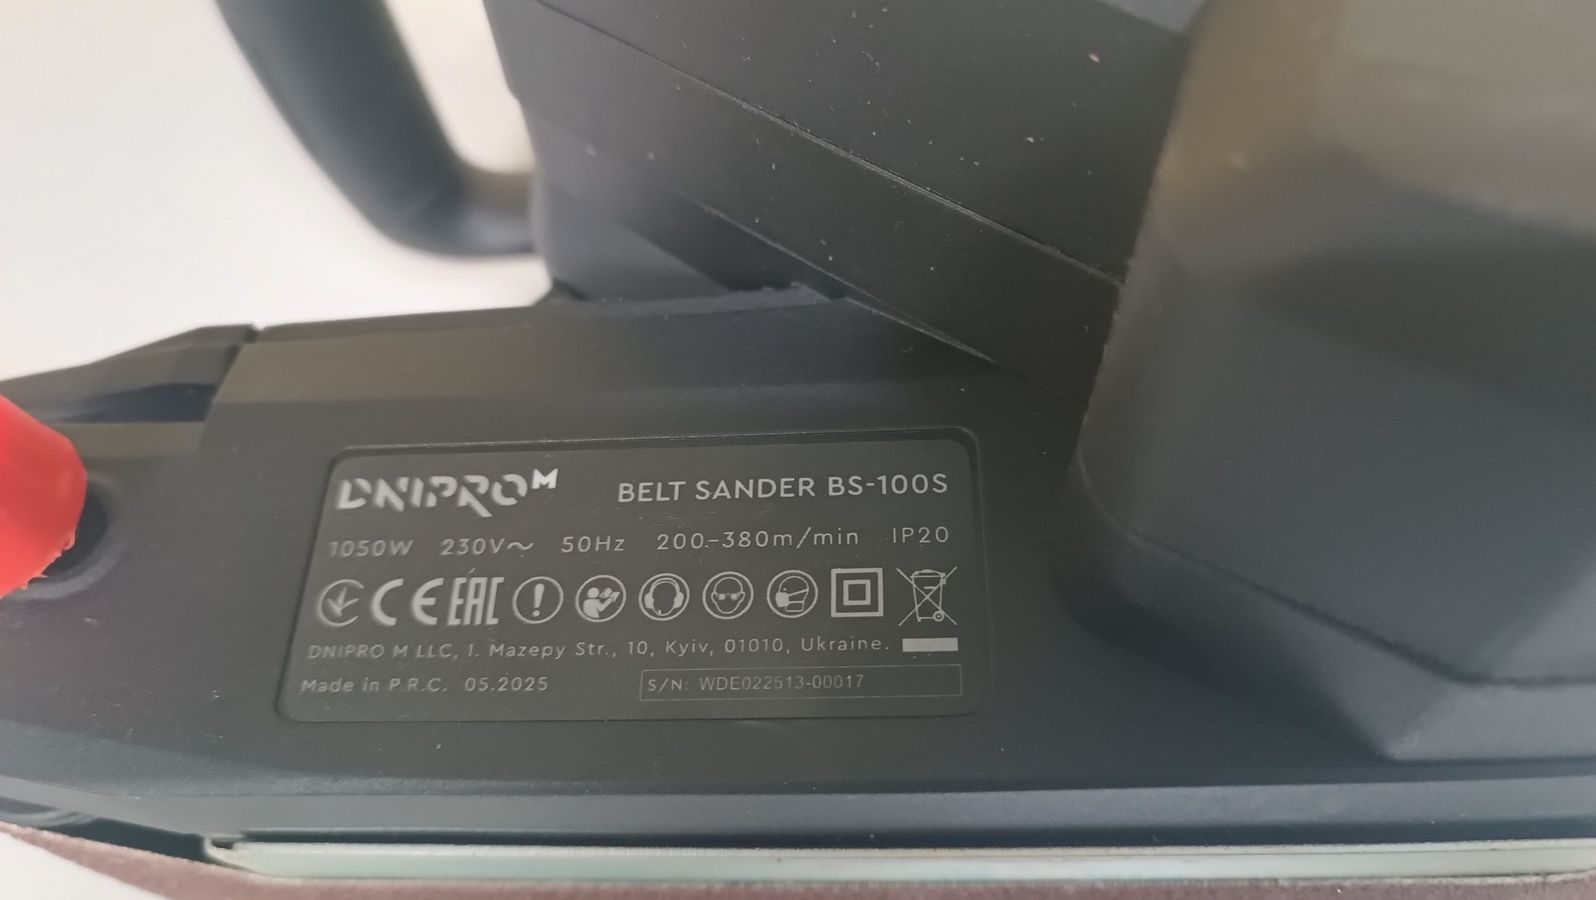 DNIPRO M
BELT SANDER BS-100S
1050W 230V~ 50Hz 200-380m/min IP20
CE EAC
DNIPRO M LLC, I. Mazepy Str., 10, Kyiv, 01010, Ukraine.
Made in P.R.C. 05.2025
S/N: WDE022513-00017